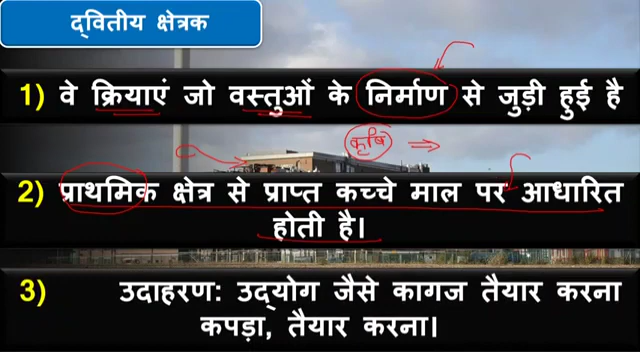 द्वितीय क्षेत्रक
1) वे क्रियाएं जो वस्तुओं के निर्माण से जुड़ी हुई है
कृषि
2) प्राथमिक क्षेत्र से प्राप्त कच्चे माल पर आधारित
होती है।
3) उदाहरण: उद्योग जैसे कागज तैयार करना
कपड़ा, तैयार करना।